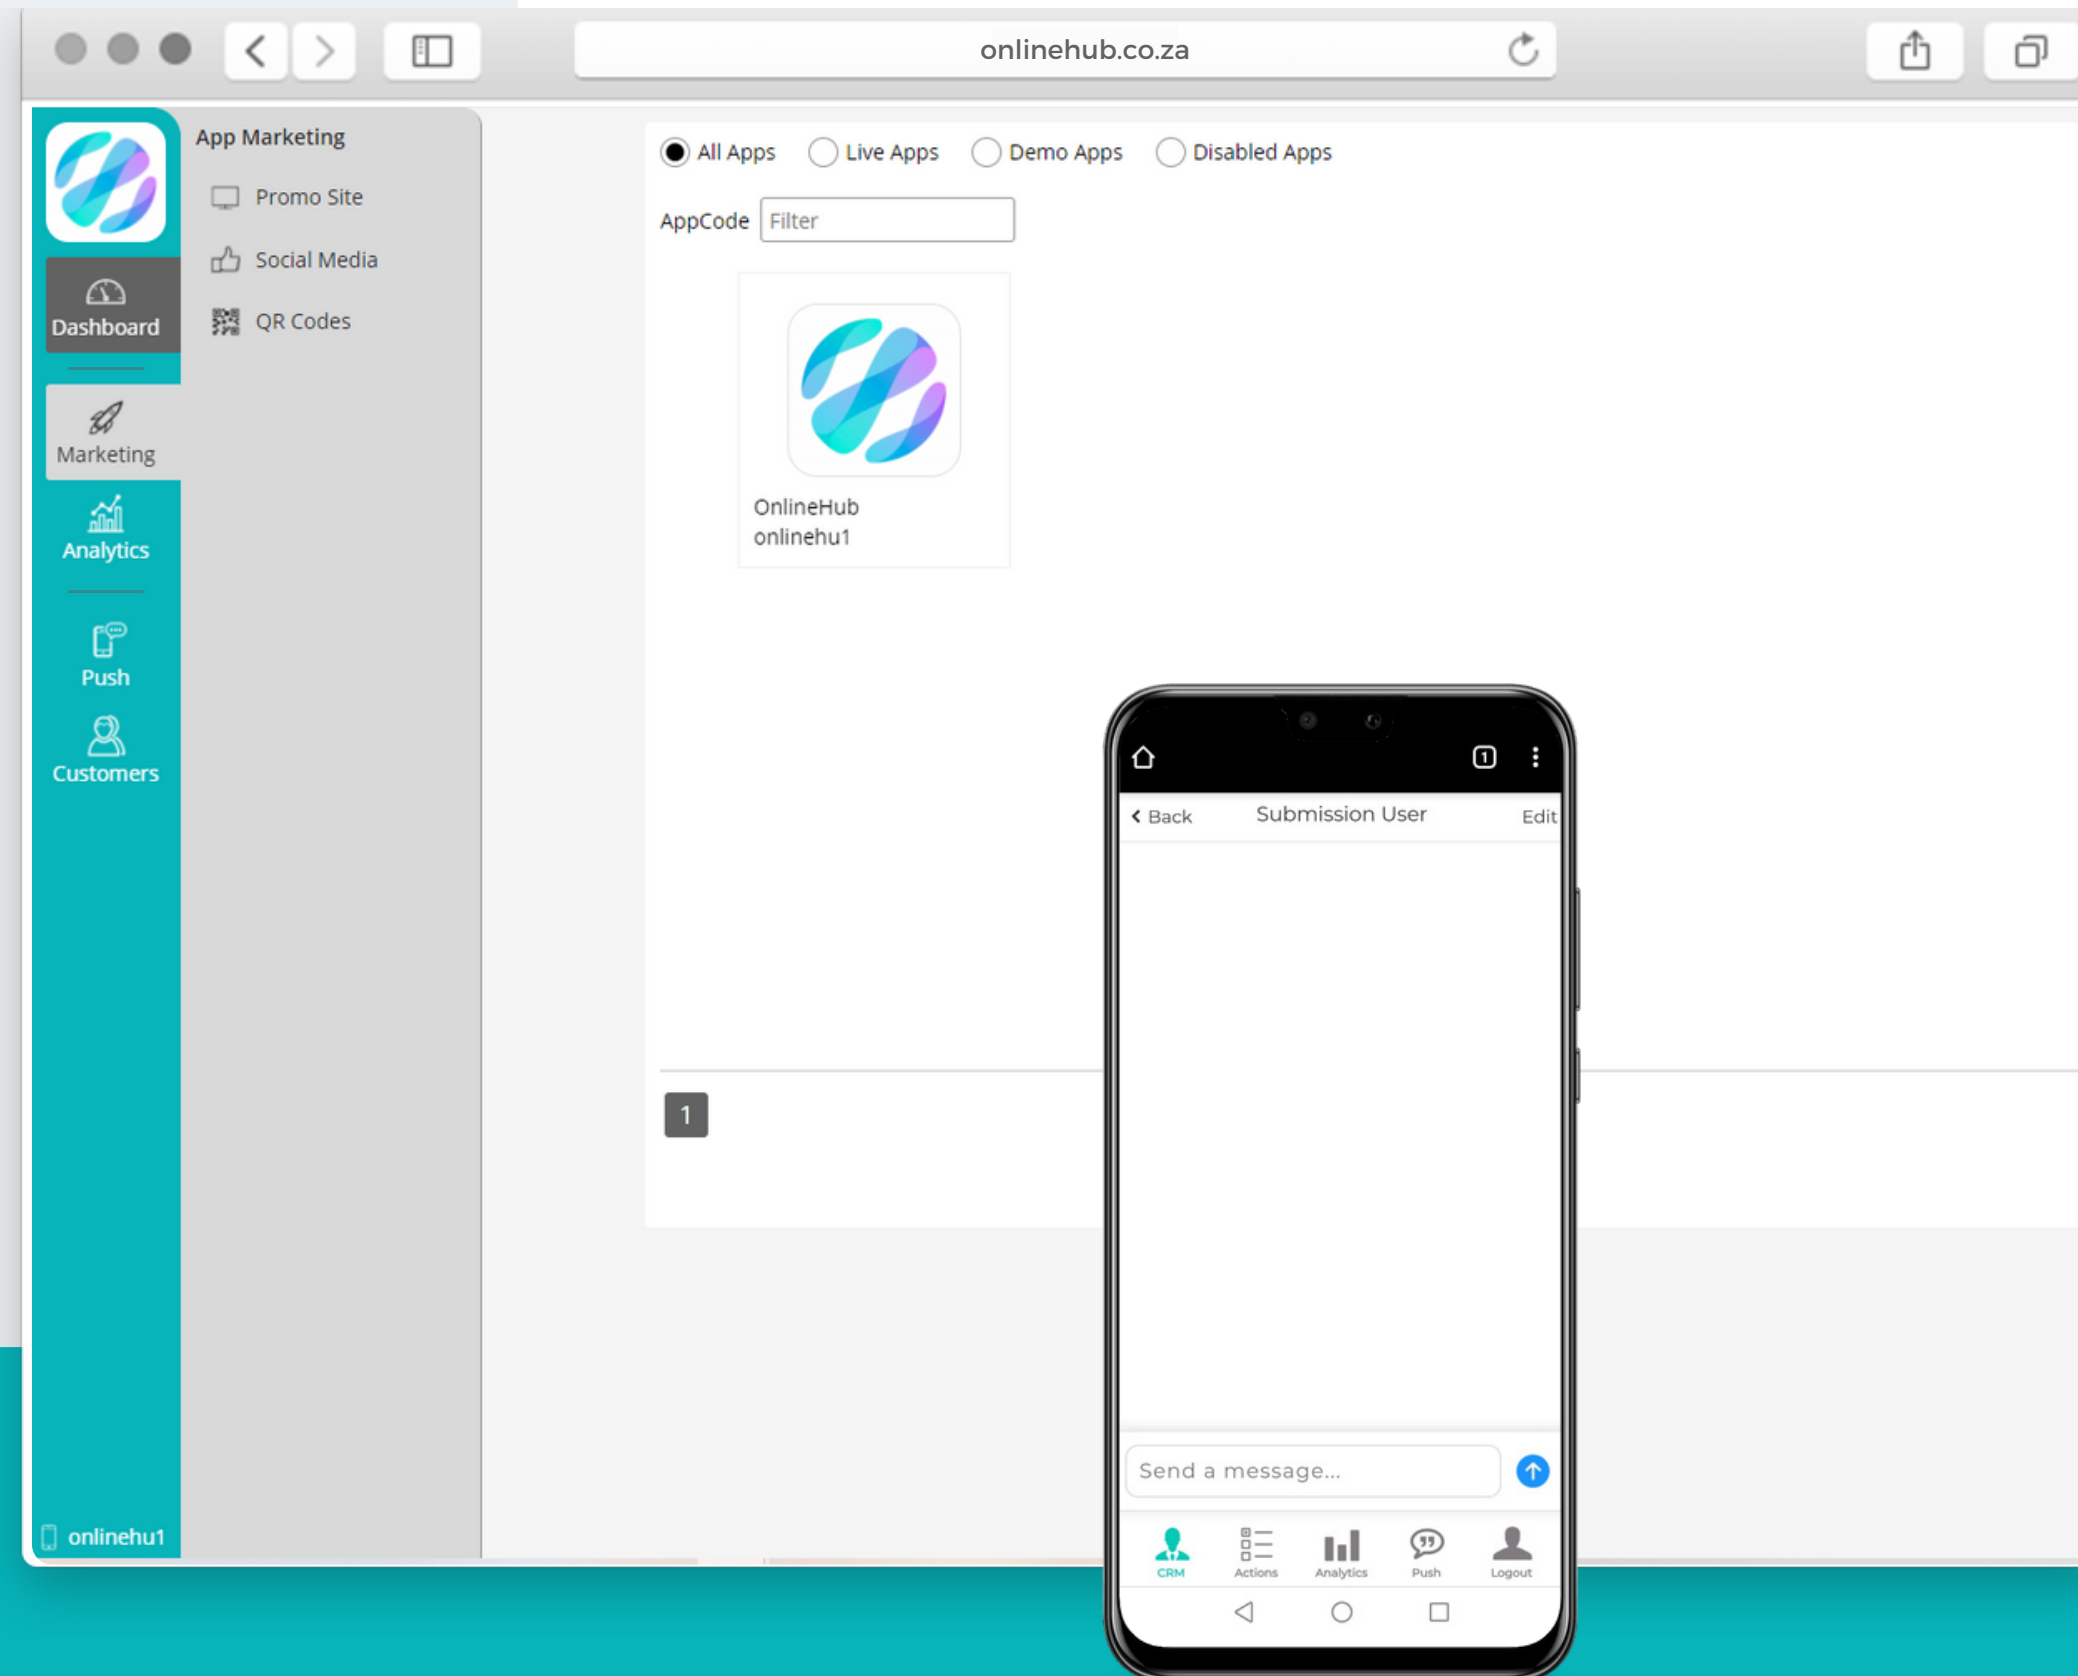 onlinehub.co.za
App Marketing
Promo Site
Social Media
QR Codes
Dashboard
Marketing
Analytics
Push
Customers
onlinehu1
All Apps Live Apps Demo Apps Disabled Apps
AppCode Filter
OnlineHub
onlinehu1
1
1
Back Submission User Edit
Send a message...
CRM Actions Analytics Push Logout